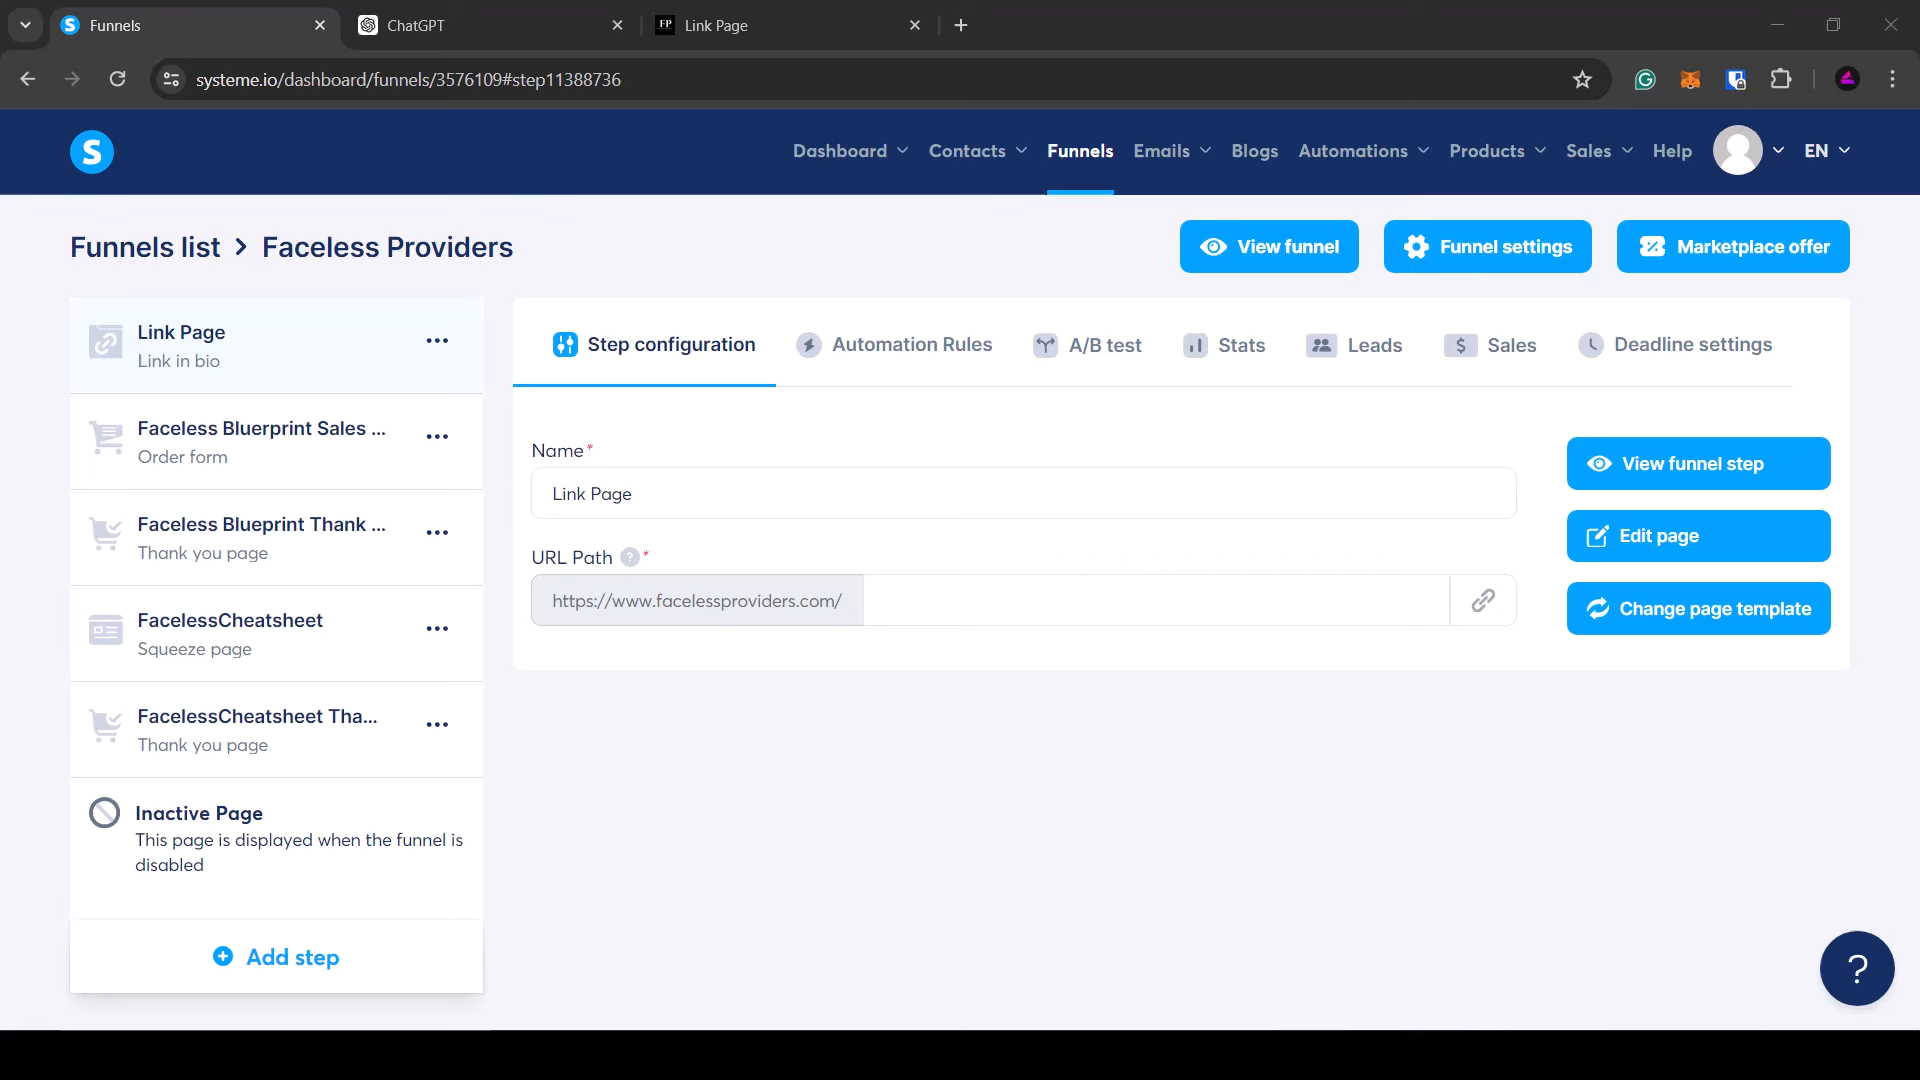 Funnels
ChatGPT
FP
Link Page
systeme.io/dashboard/funnels/3576109#step11388736
S
Dashboard
Contacts
Funnels
Emails
Blogs
Automations
Products
Sales
Help
EN
Funnels list > Faceless Providers
View funnel
Funnel settings
Marketplace offer
Link Page
Link in bio
Faceless Bluerprint Sales ...
Order form
Faceless Blueprint Thank ...
Thank you page
FacelessCheatsheet
Squeeze page
FacelessCheatsheet Tha...
Thank you page
Inactive Page
This page is displayed when the funnel is
disabled
Add step
Step configuration
Automation Rules
A/B test
Stats
Leads
Sales
Deadline settings
Name*
Link Page
URL Path ? *
https://www.facelessproviders.com/
View funnel step
Edit page
Change page template
?